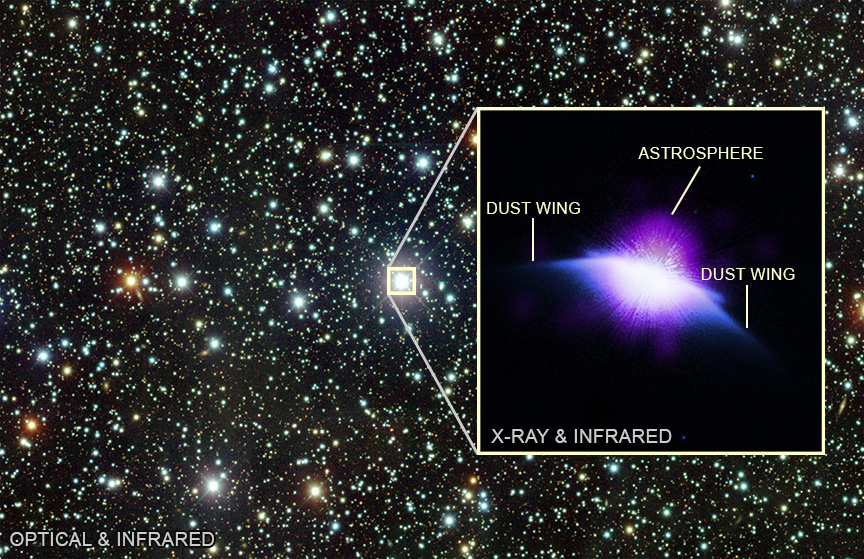 ASTROSPHERE
DUST WING
DUST WING
X-RAY & INFRARED
OPTICAL & INFRARED